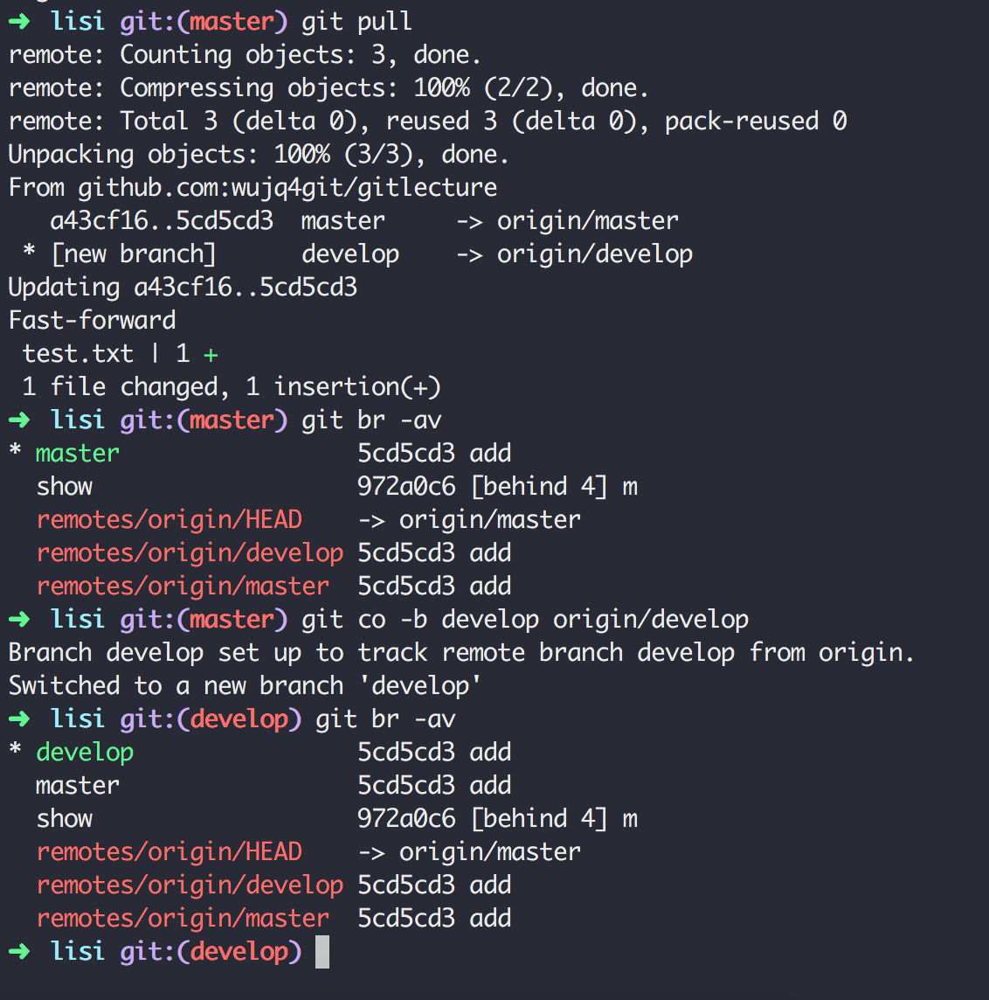 ➜  lisi git:(master) git pull
remote: Counting objects: 3, done.
remote: Compressing objects: 100% (2/2), done.
remote: Total 3 (delta 0), reused 3 (delta 0), pack-reused 0
Unpacking objects: 100% (3/3), done.
From github.com:wujq4git/gitlecture
   a43cf16..5cd5cd3  master     -> origin/master
 * [new branch]      develop    -> origin/develop
Updating a43cf16..5cd5cd3
Fast-forward
 test.txt | 1 +
 1 file changed, 1 insertion(+)
➜  lisi git:(master) git br -av
* master                 5cd5cd3 add
  show                   972a0c6 [behind 4] m
  remotes/origin/HEAD    -> origin/master
  remotes/origin/develop 5cd5cd3 add
  remotes/origin/master  5cd5cd3 add
➜  lisi git:(master) git co -b develop origin/develop
Branch develop set up to track remote branch develop from origin.
Switched to a new branch 'develop'
➜  lisi git:(develop) git br -av
* develop                5cd5cd3 add
  master                 5cd5cd3 add
  show                   972a0c6 [behind 4] m
  remotes/origin/HEAD    -> origin/master
  remotes/origin/develop 5cd5cd3 add
  remotes/origin/master  5cd5cd3 add
➜  lisi git:(develop)